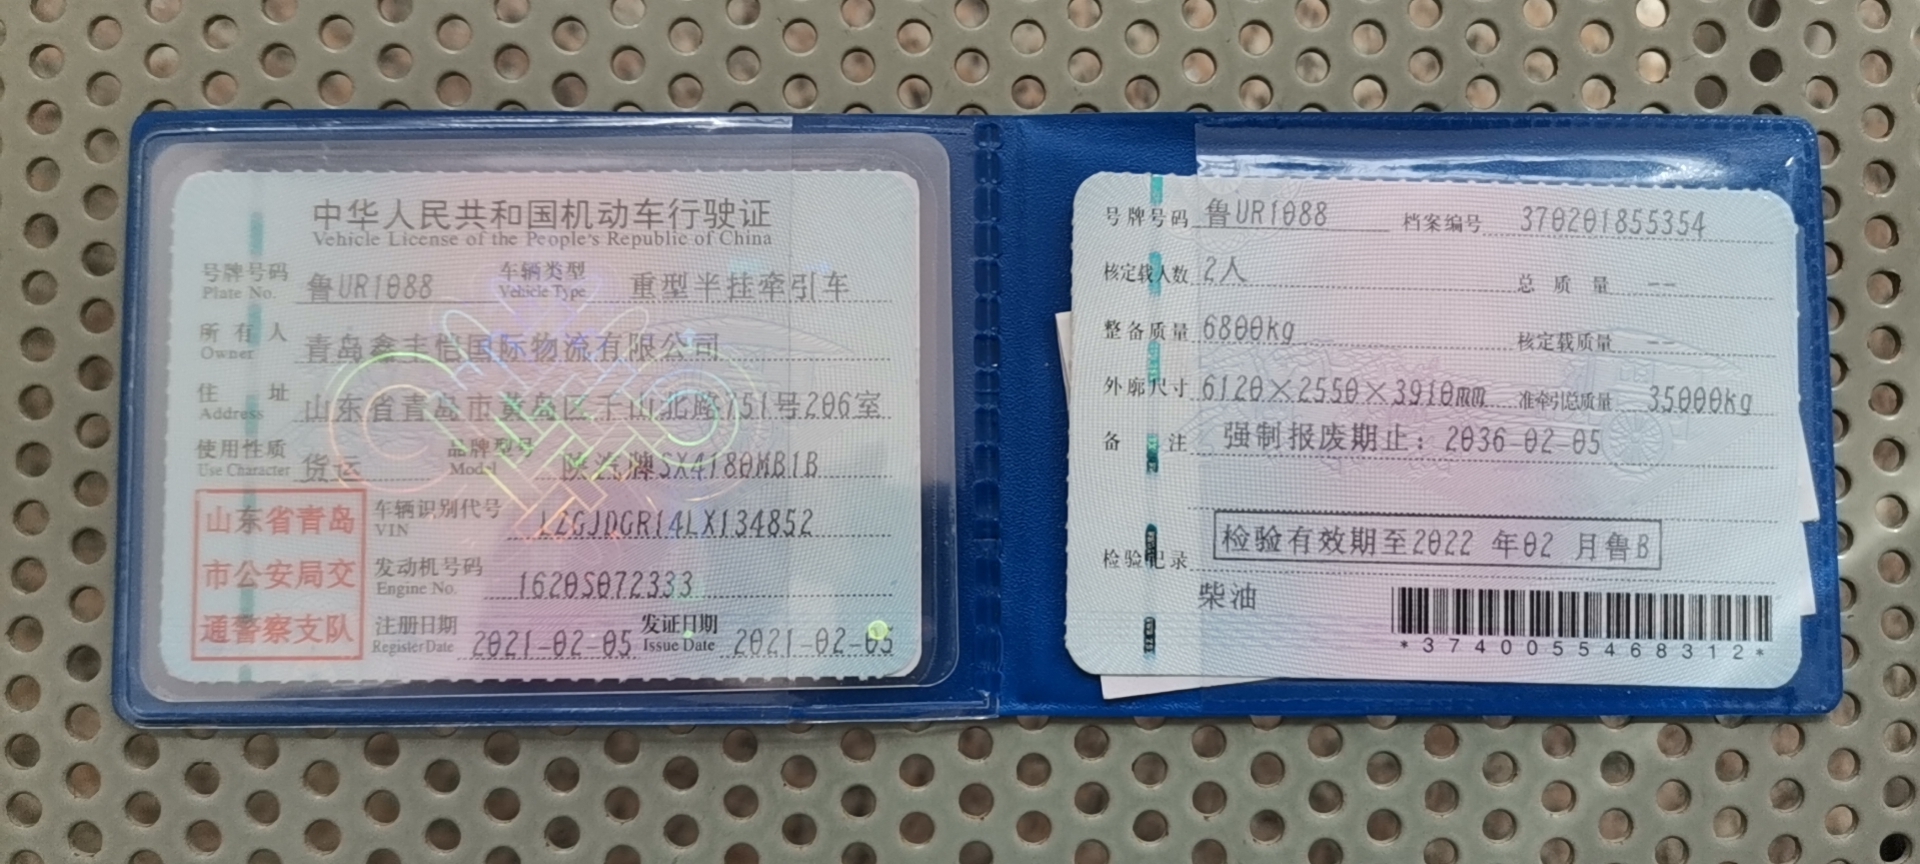 中华人民共和国机动车行驶证
Vehicle License of the People's Republic of China
号牌号码 鲁UR1088 车辆类型 重型半挂牵引车
Plate No. Vehicle Type
所有人 青岛鑫丰怡国际物流有限公司
Owner
住址 山东省青岛市黄岛区千山北路751号206室
Address
使用性质 货运 品牌型号 陕汽牌SX4180MB1B
Use Character Model
山东省青岛
市公安局交
通警察支队
车辆识别代号 LZGJDGR14LX134852
VIN
发动机号码 1620S072333
Engine No.
注册日期 2021-02-05 发证日期 2021-02-05
Register Date Issue Date
号牌号码 鲁UR1088 档案编号 370201855354
核定载人数 2人 总质量 --
整备质量 6800kg 核定载质量 --
外廓尺寸 6120×2550×3910mm 准牵引总质量 35000kg
备注 强制报废期止：2036-02-05
检验记录 检验有效期至2022 年02 月鲁B
柴油
*3740055468312*